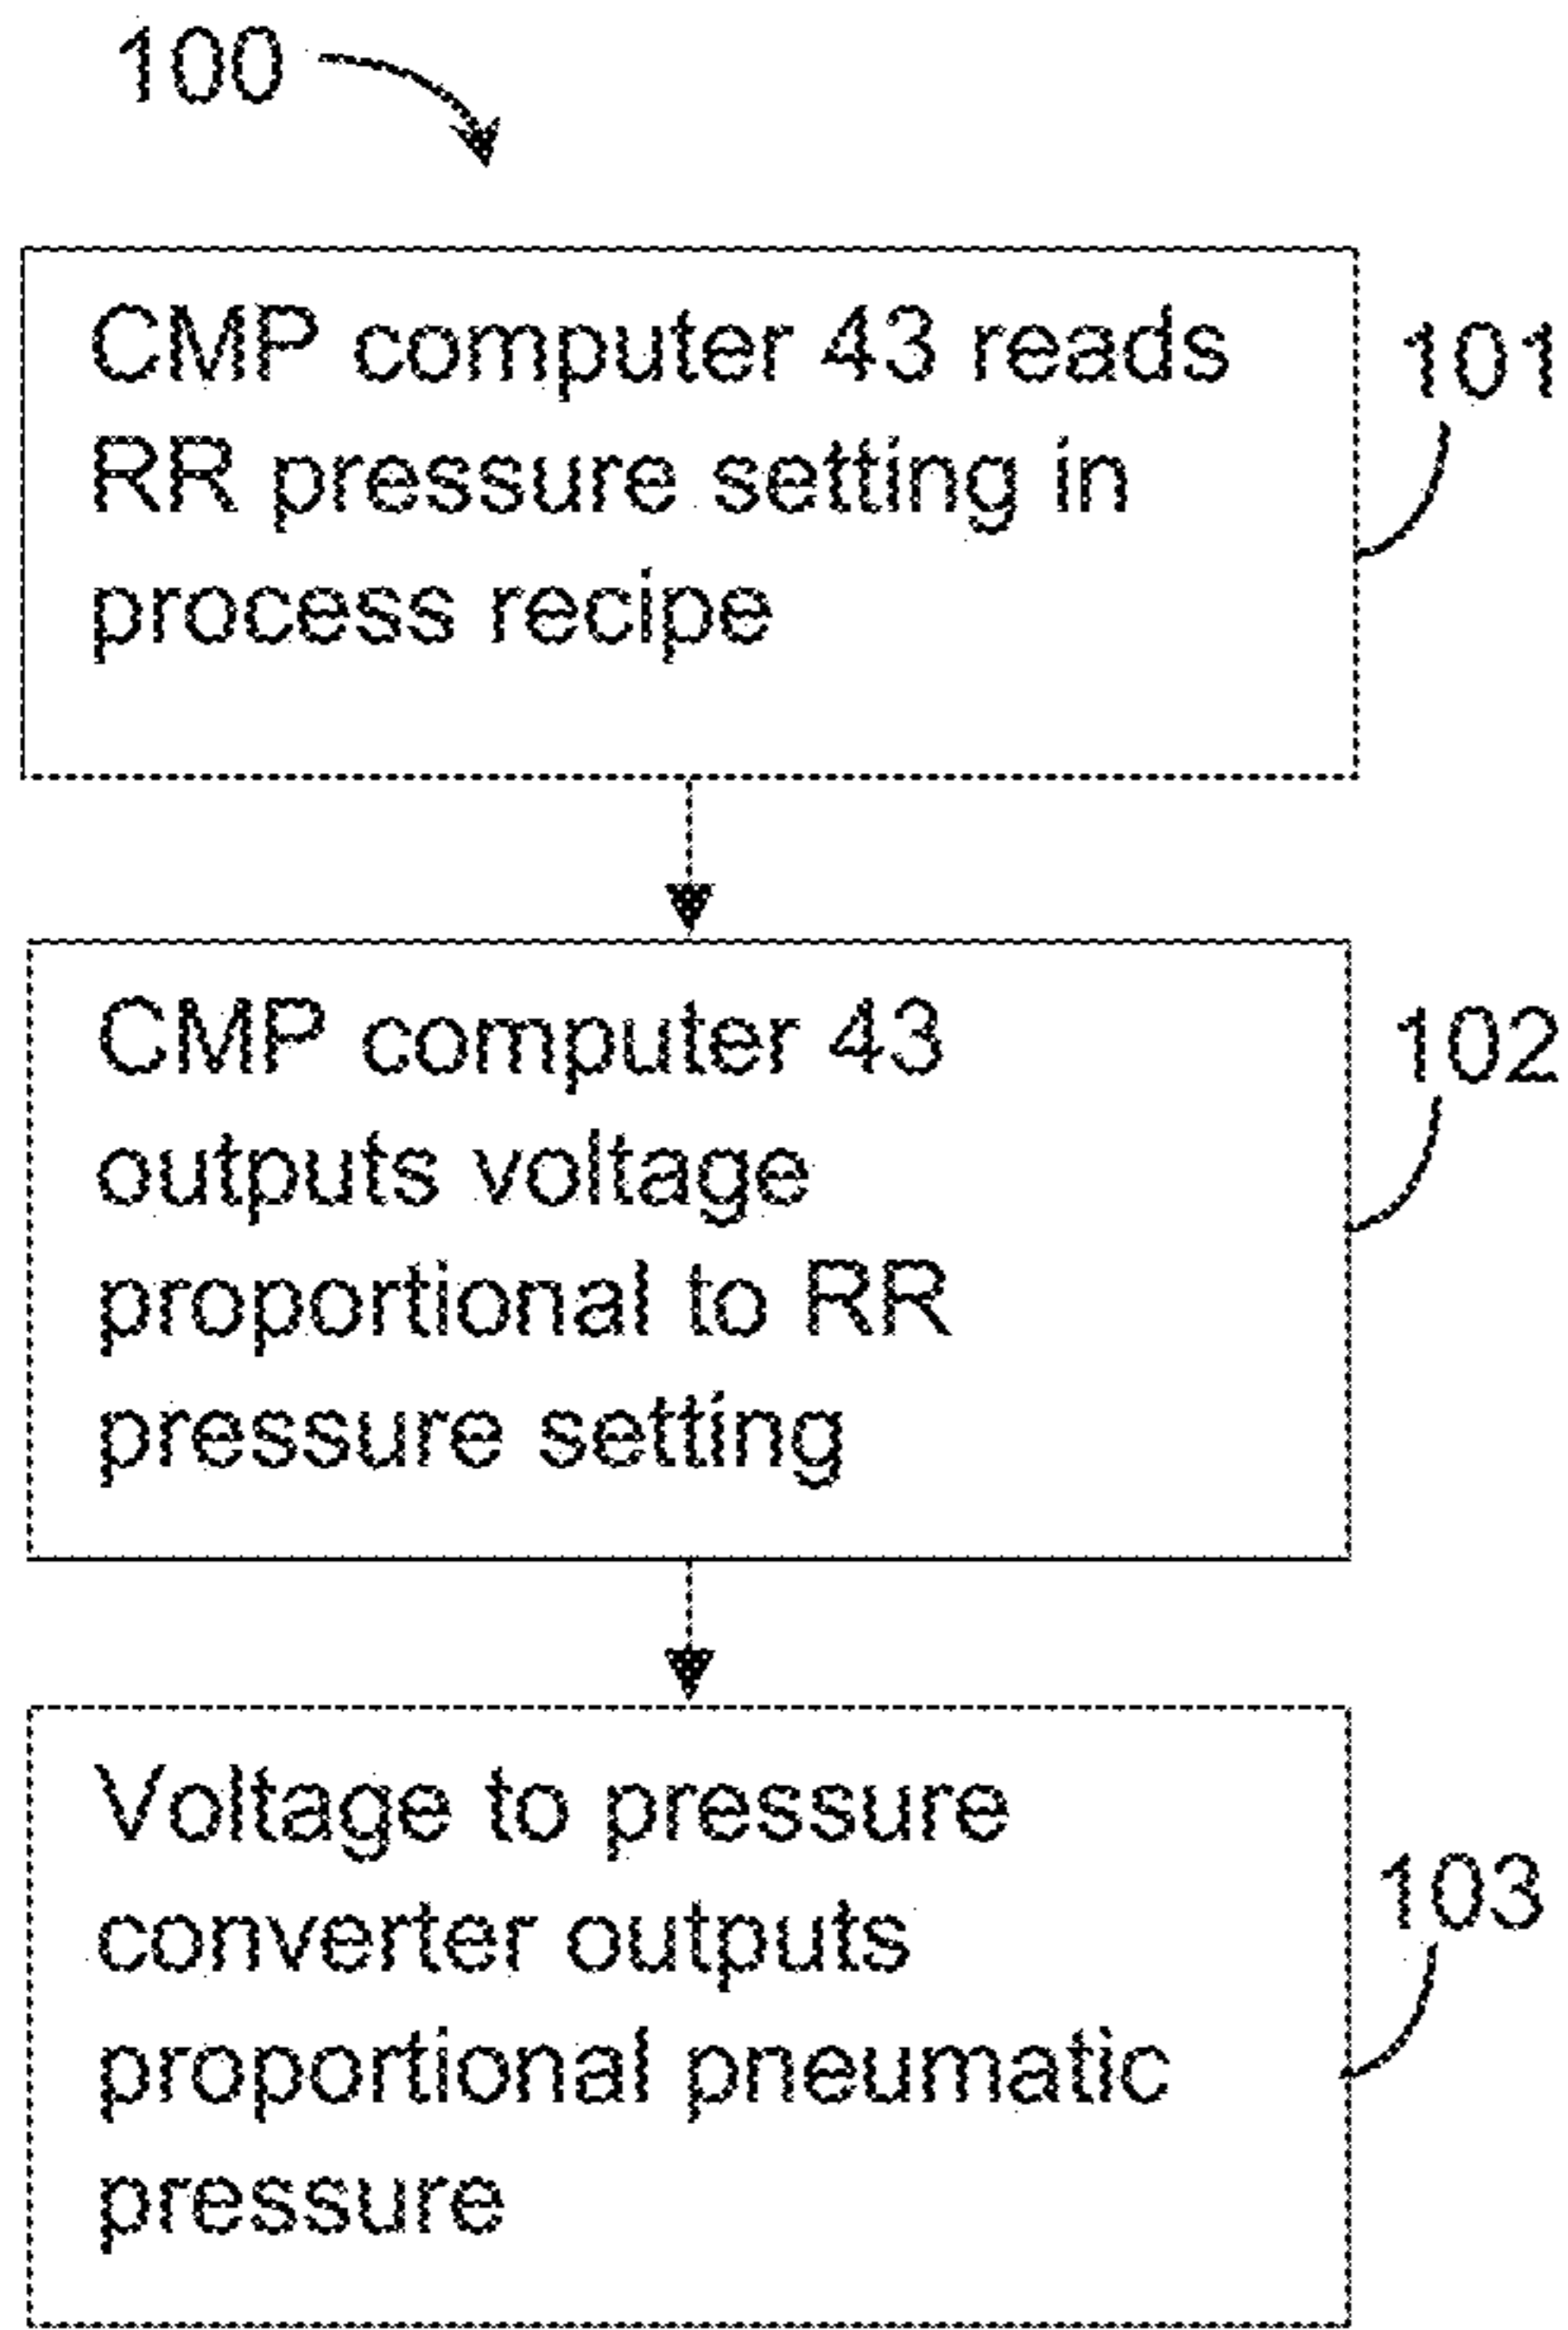 100
CMP computer 43 reads
RR pressure setting in
process recipe
101
CMP computer 43
outputs voltage
proportional to RR
pressure setting
102
Voltage to pressure
converter outputs
proportional pneumatic
pressure
103